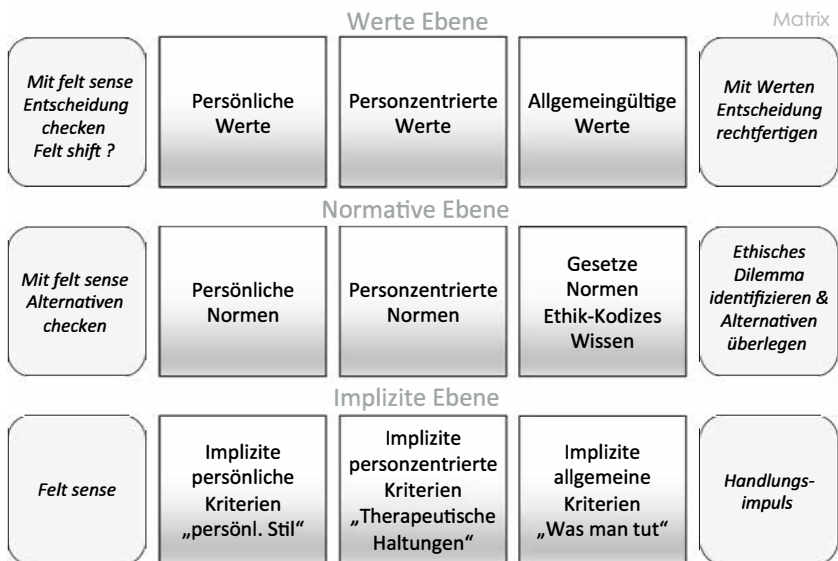 Werte Ebene
Matrix
Mit felt sense
Entscheidung
checken
Felt shift ?
Persönliche
Werte
Personzentrierte
Werte
Allgemeingültige
Werte
Mit Werten
Entscheidung
rechtfertigen
Normative Ebene
Mit felt sense
Alternativen
checken
Persönliche
Normen
Personzentrierte
Normen
Gesetze
Normen
Ethik-Kodizes
Wissen
Ethisches
Dilemma
identifizieren &
Alternativen
überlegen
Implizite Ebene
Felt sense
Implizite
persönliche
Kriterien
„persönl. Stil“
Implizite
personzentrierte
Kriterien
„Therapeutische
Haltungen“
Implizite
allgemeine
Kriterien
„Was man tut“
Handlungs-
impuls